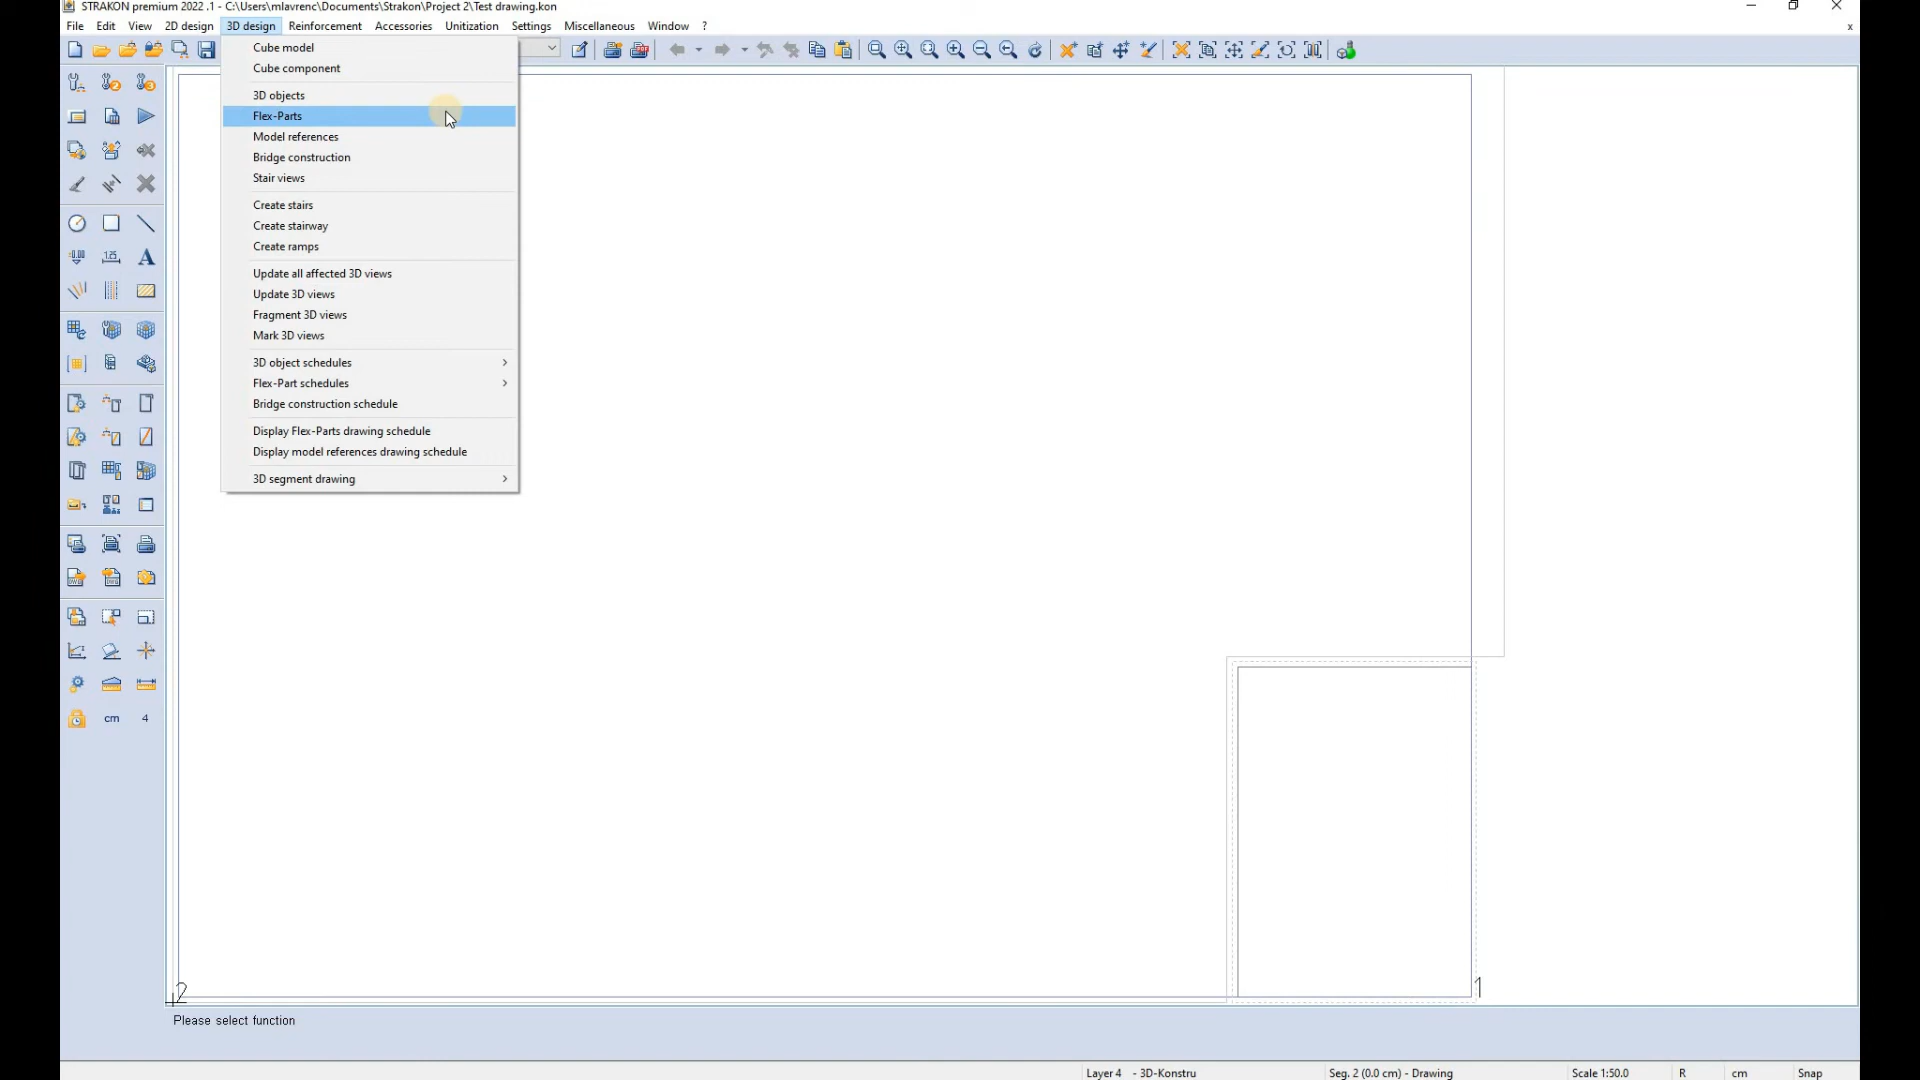 STRAKON premium 2022 .1 - C:\Users\mlavrenc\Documents\Strakon\Project 2\Test drawing.kon
File Edit View 2D design 3D design Reinforcement Accessories Unitization Settings Miscellaneous Window ?
x
Cube model
Cube component
3D objects
Flex-Parts
Model references
Bridge construction
Stair views
Create stairs
Create stairway
Create ramps
Update all affected 3D views
Update 3D views
Fragment 3D views
Mark 3D views
3D object schedules
Flex-Part schedules
Bridge construction schedule
Display Flex-Parts drawing schedule
Display model references drawing schedule
3D segment drawing
cm 4
2 1
Please select function
Layer 4 - 3D-Konstru Seg. 2 (0.0 cm) - Drawing Scale 1:50.0 R cm Snap